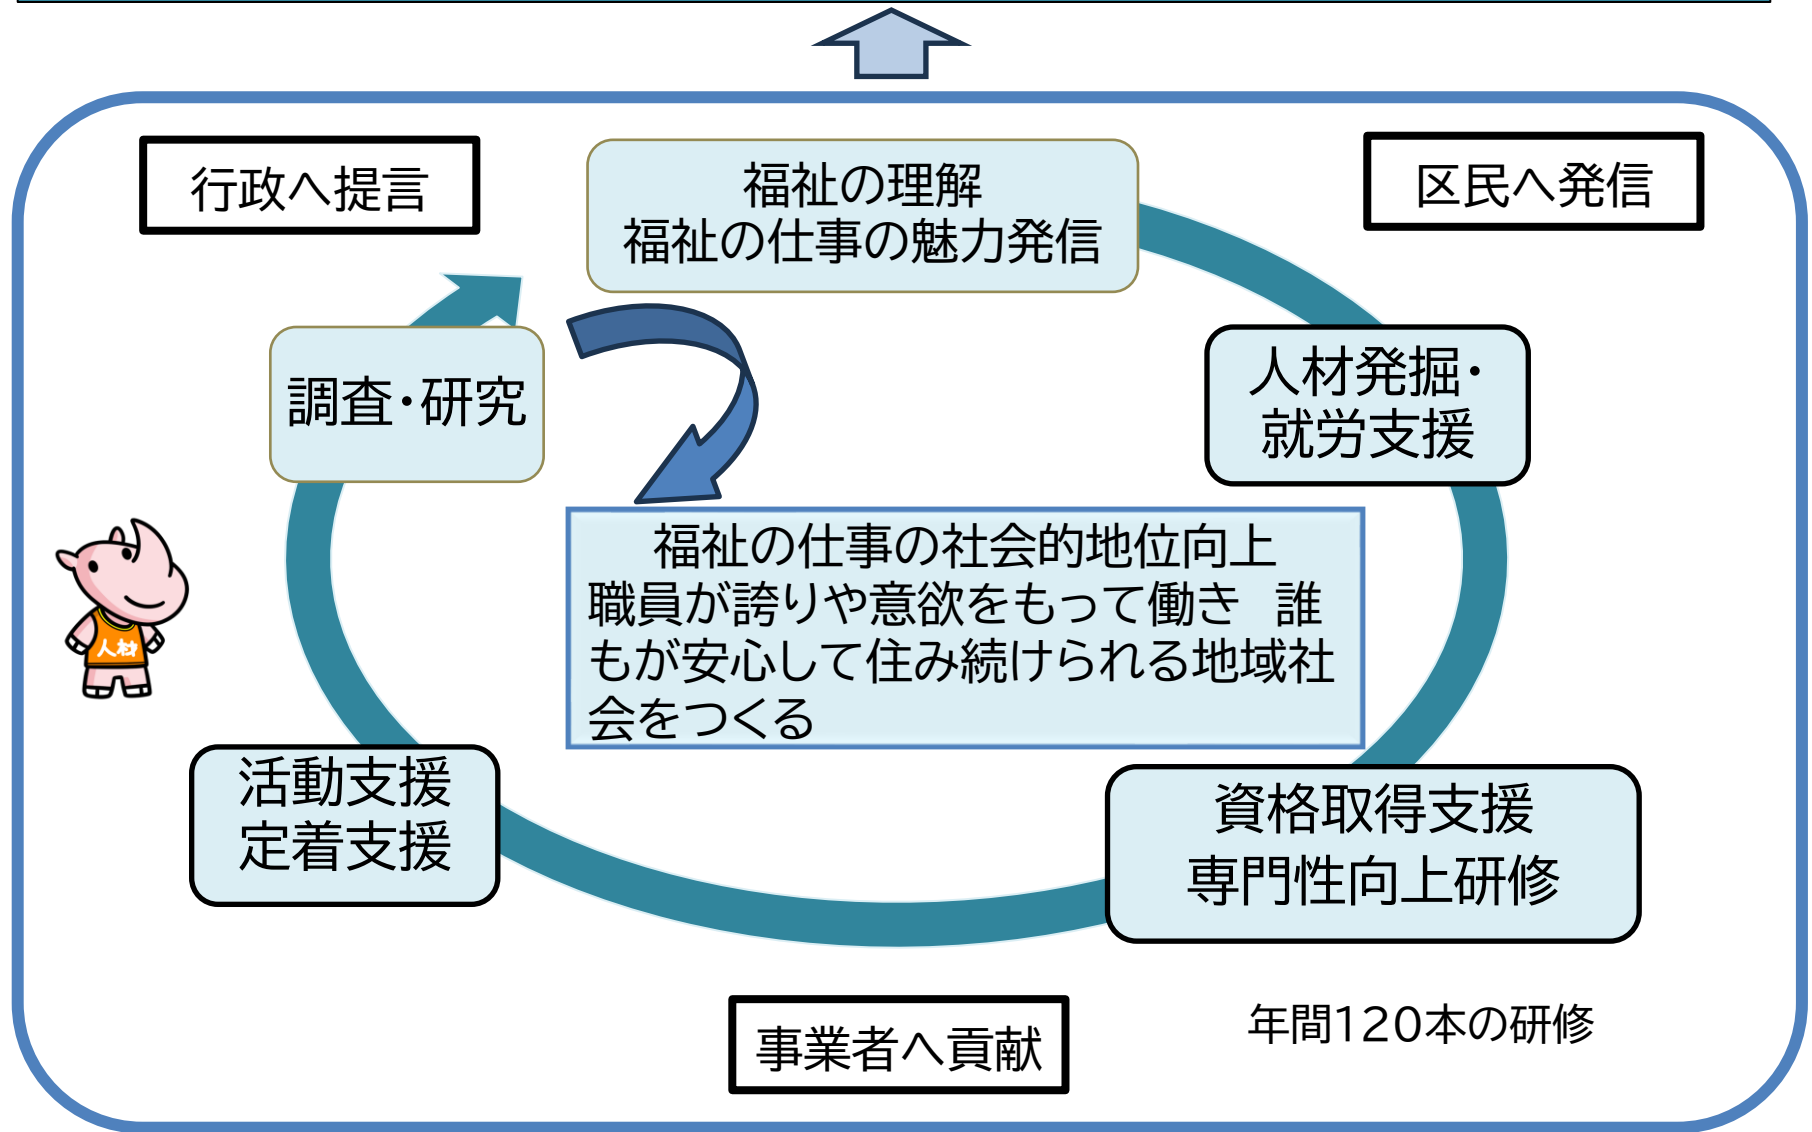 行政へ提言
福祉の理解
福祉の仕事の魅力発信
区民へ発信
調査・研究
人材発掘・
就労支援
福祉の仕事の社会的地位向上
職員が誇りや意欲をもって働き　誰
もが安心して住み続けられる地域社
会をつくる
人材
活動支援
定着支援
資格取得支援
専門性向上研修
事業者へ貢献
年間120本の研修